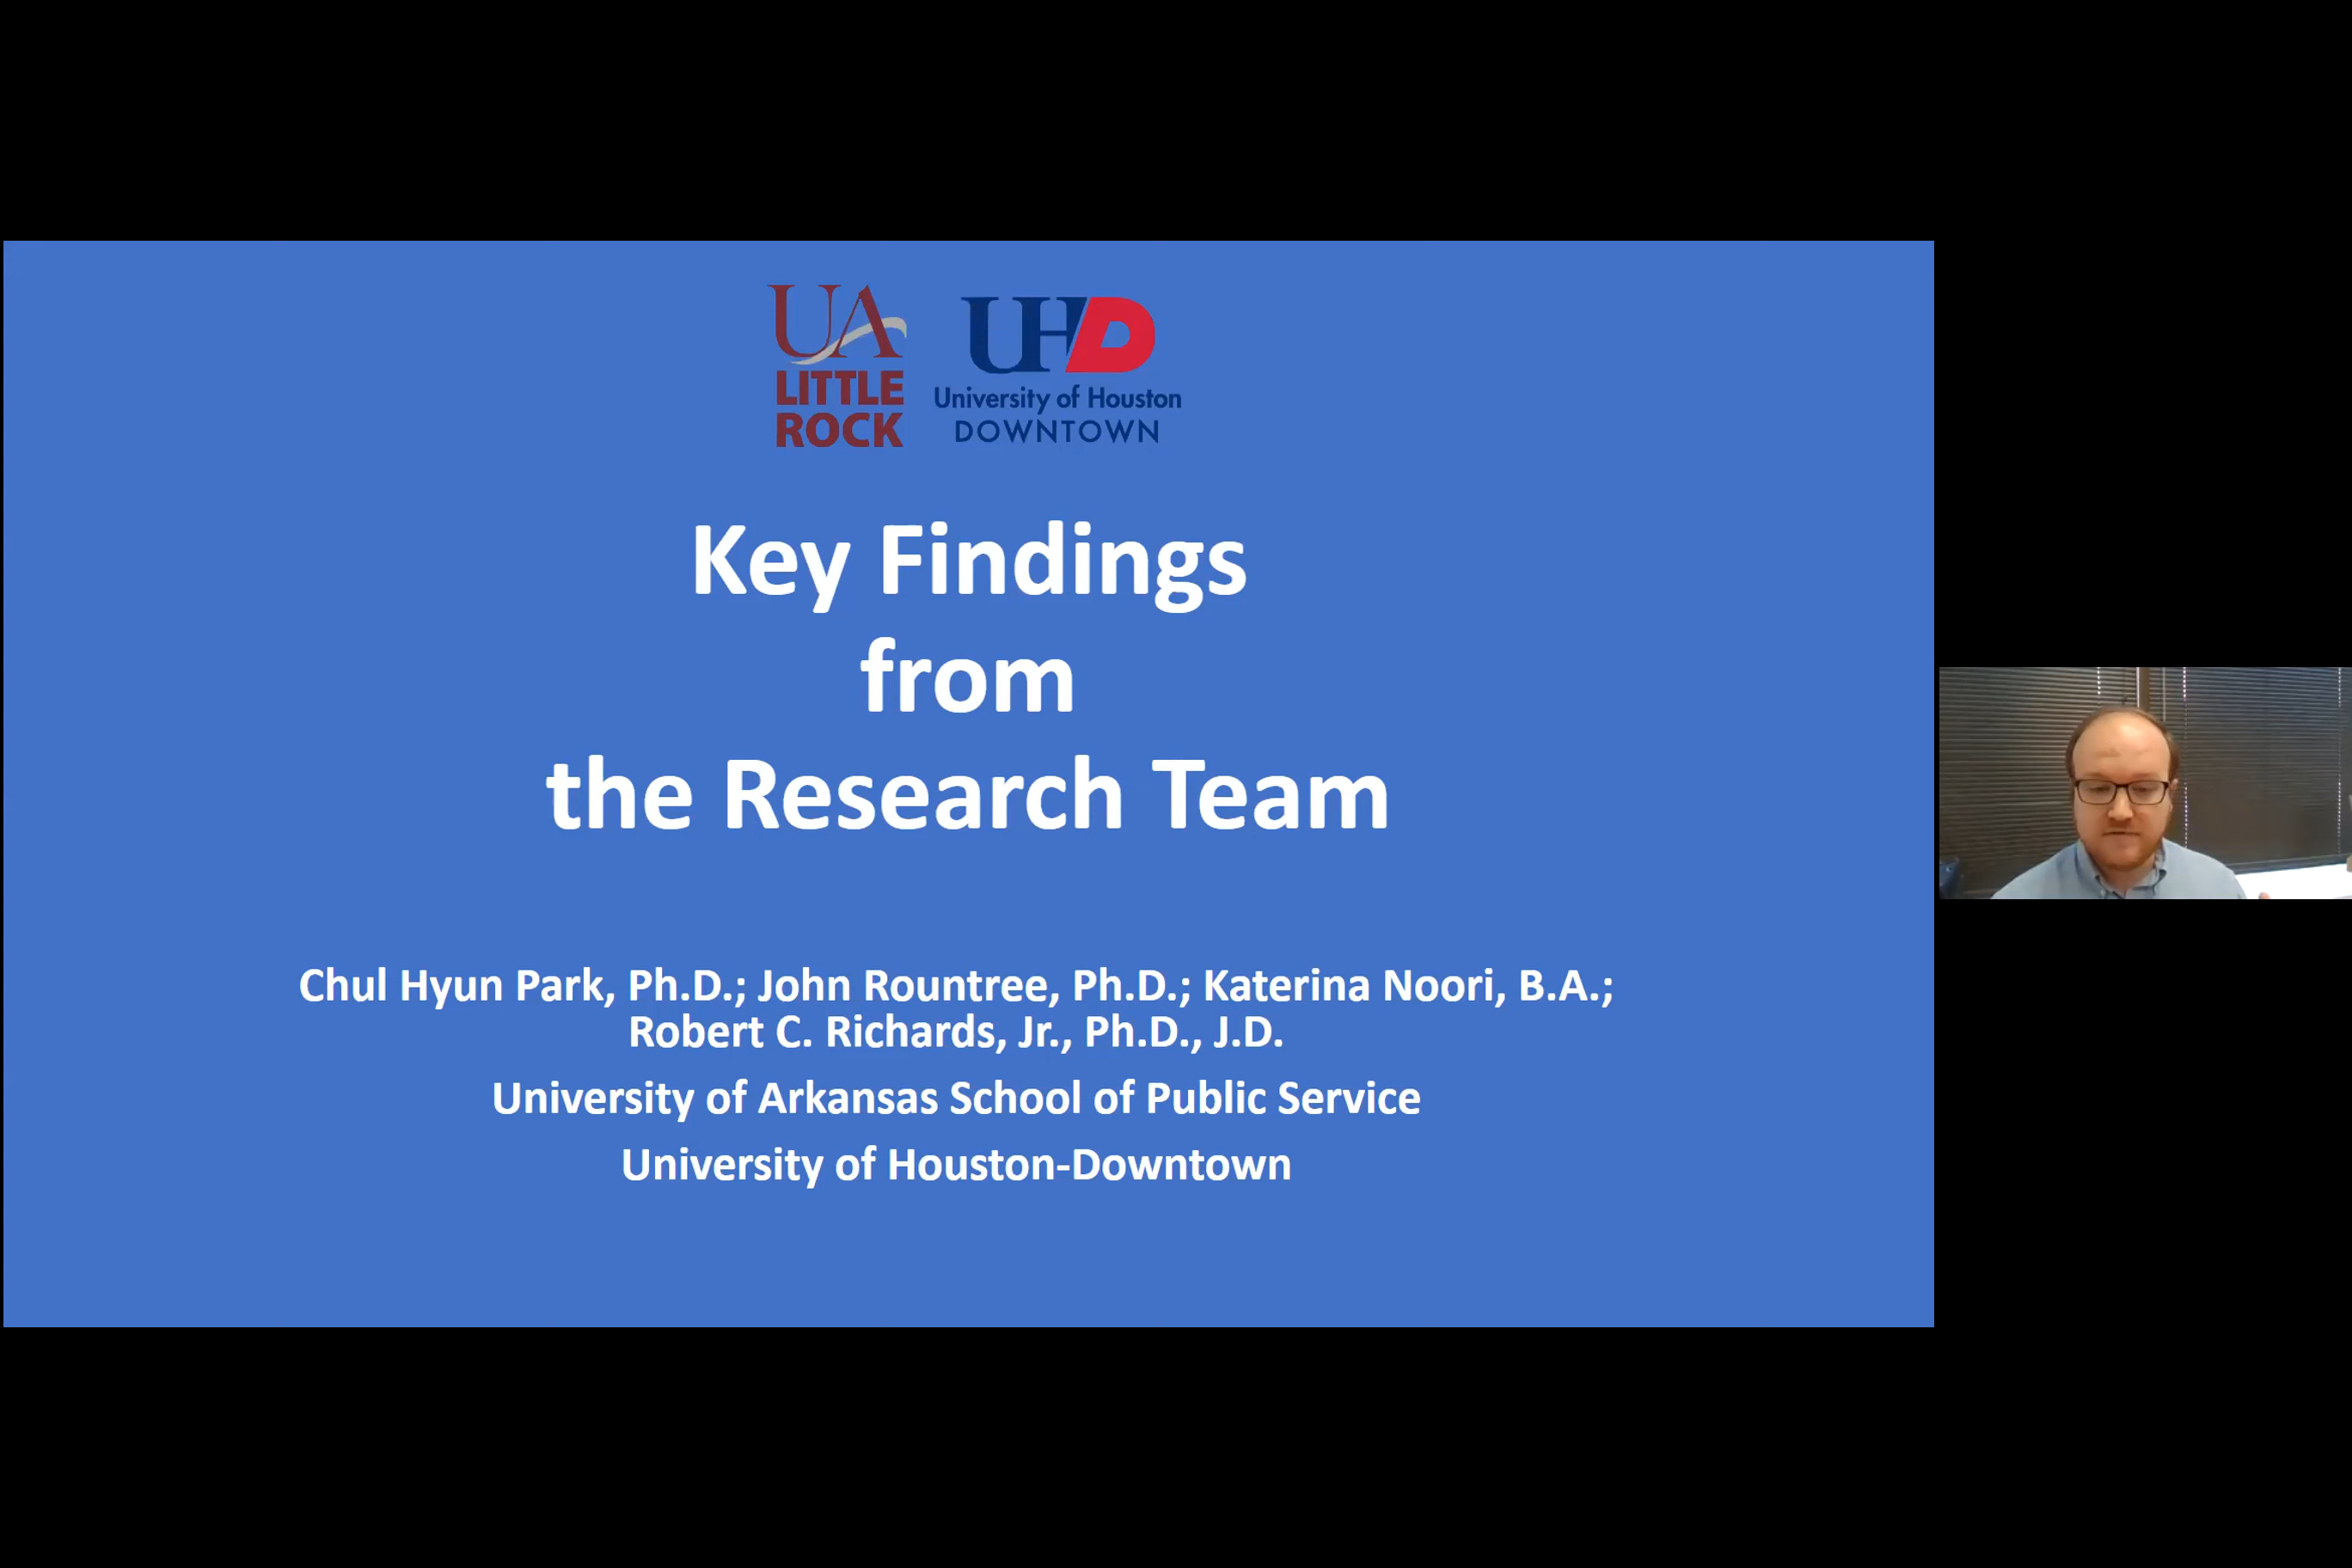 UA
LITTLE
ROCK
UHD
University of Houston
DOWNTOWN
Key Findings
from
the Research Team
Chul Hyun Park, Ph.D.; John Rountree, Ph.D.; Katerina Noori, B.A.;
Robert C. Richards, Jr., Ph.D., J.D.
University of Arkansas School of Public Service
University of Houston-Downtown